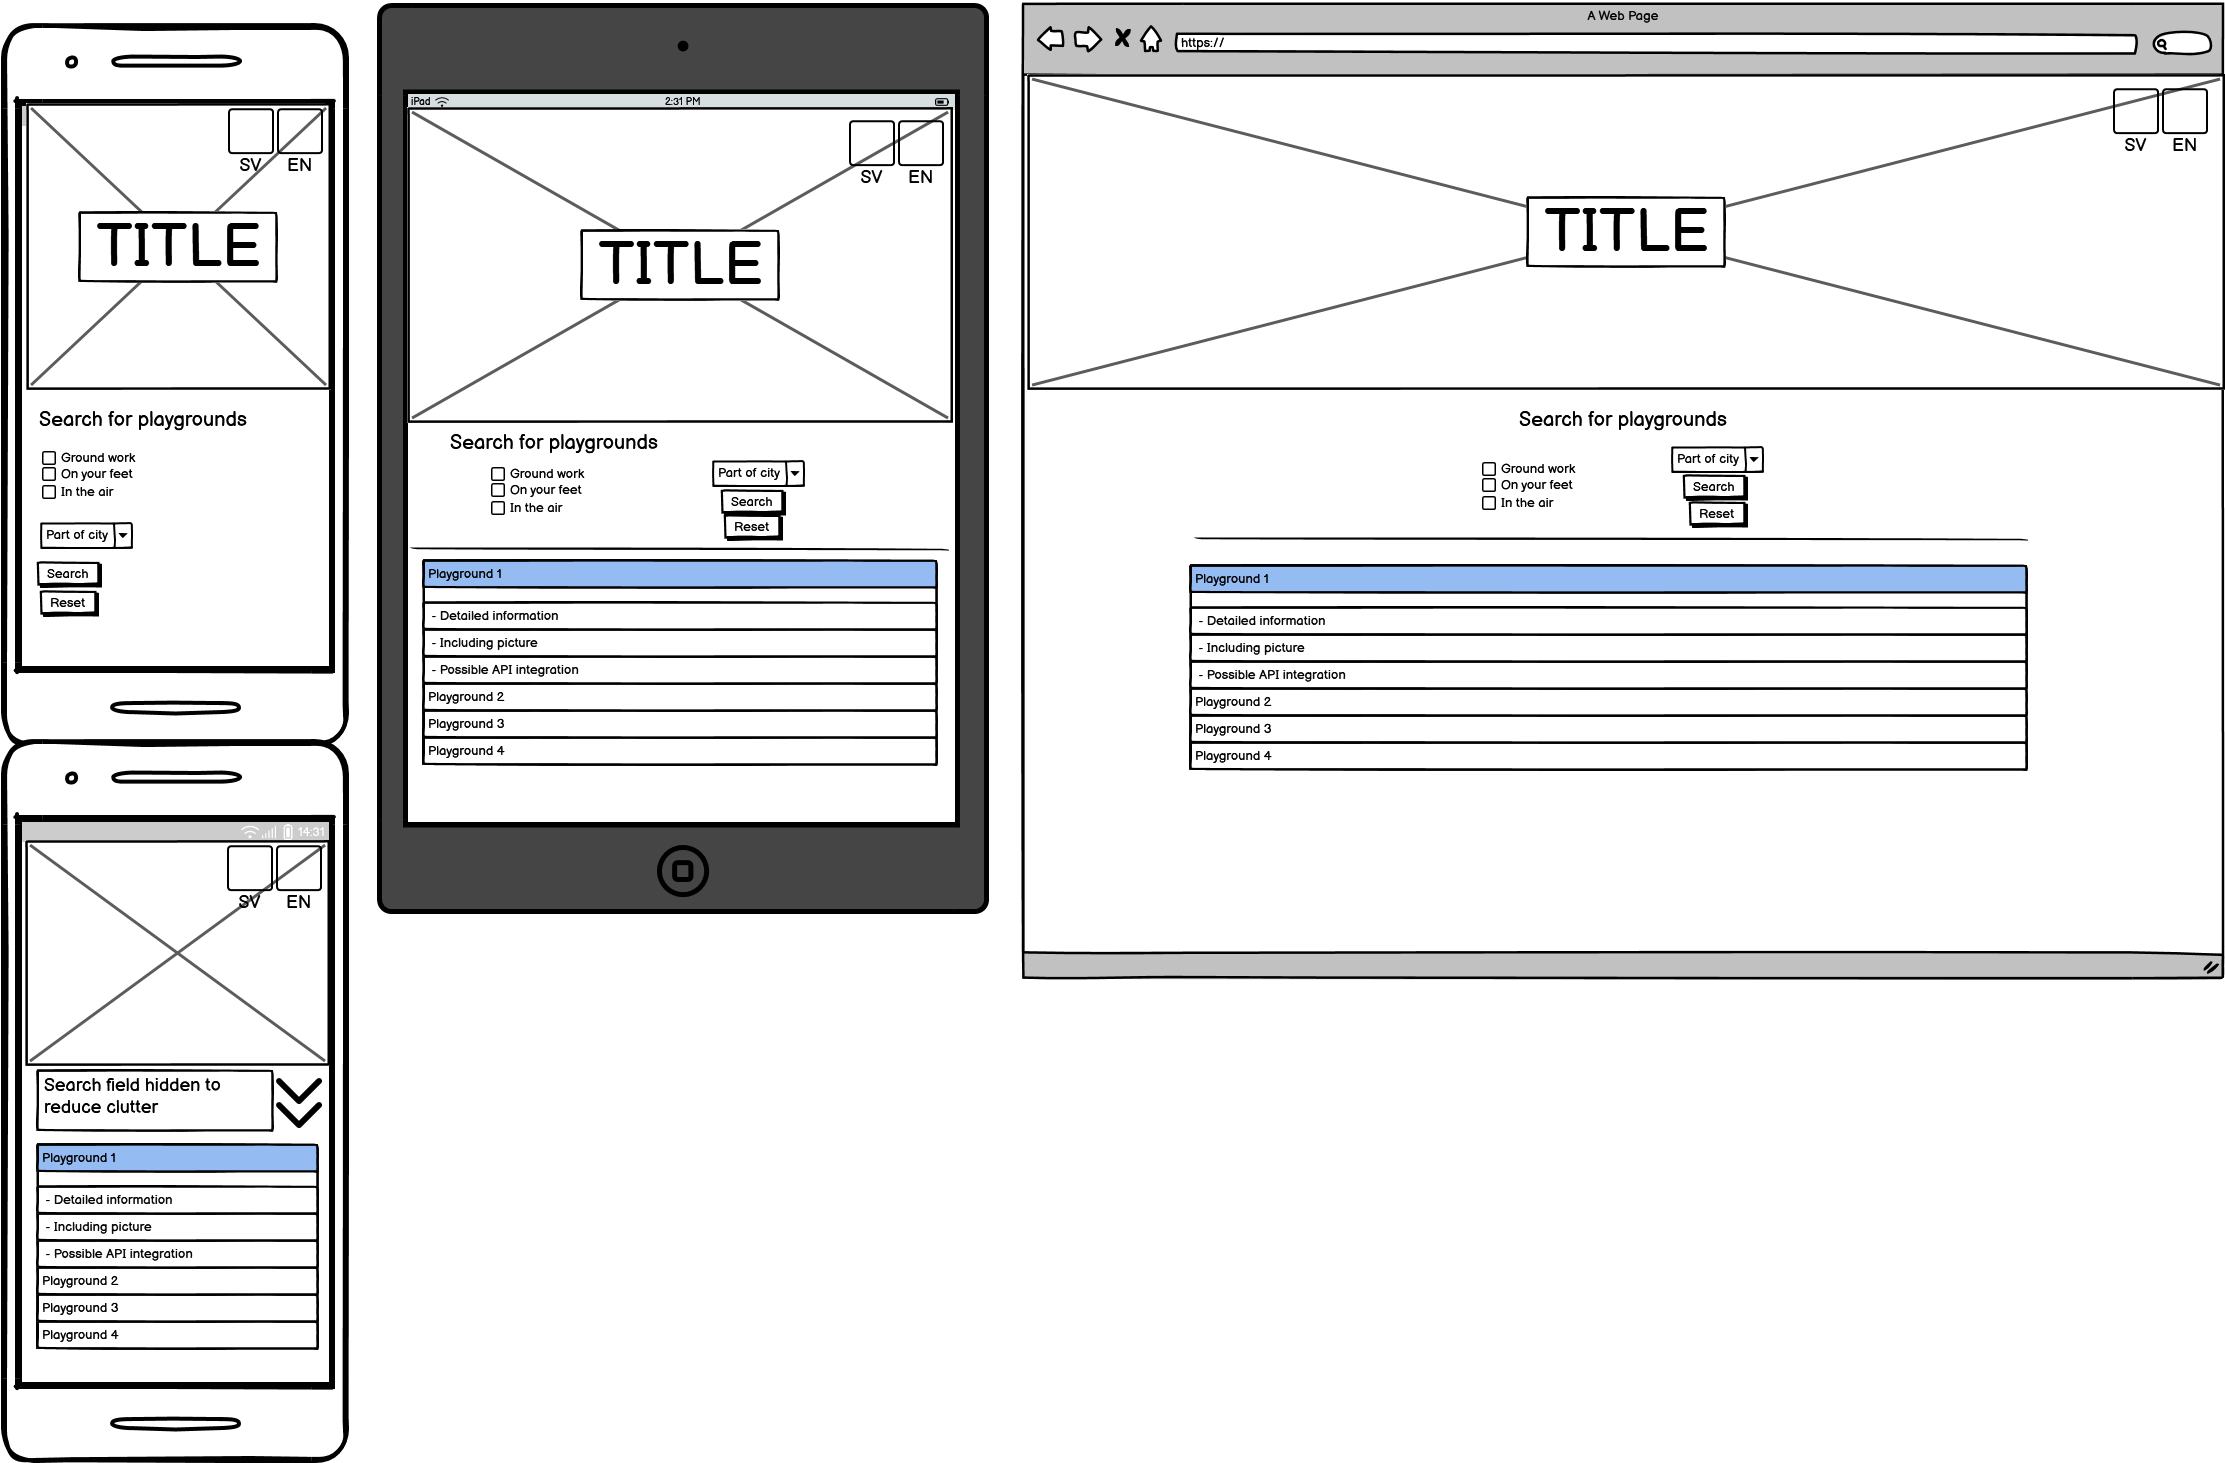 SV EN
TITLE
Search for playgrounds
Ground work
On your feet
In the air
Part of city
Search
Reset
14:31
SV EN
Search field hidden to
reduce clutter
Playground 1
- Detailed information
- Including picture
- Possible API integration
Playground 2
Playground 3
Playground 4
iPad 2:31 PM
SV EN
TITLE
Search for playgrounds
Ground work
On your feet
In the air
Part of city
Search
Reset
Playground 1
- Detailed information
- Including picture
- Possible API integration
Playground 2
Playground 3
Playground 4
A Web Page
https://
SV EN
TITLE
Search for playgrounds
Ground work
On your feet
In the air
Part of city
Search
Reset
Playground 1
- Detailed information
- Including picture
- Possible API integration
Playground 2
Playground 3
Playground 4